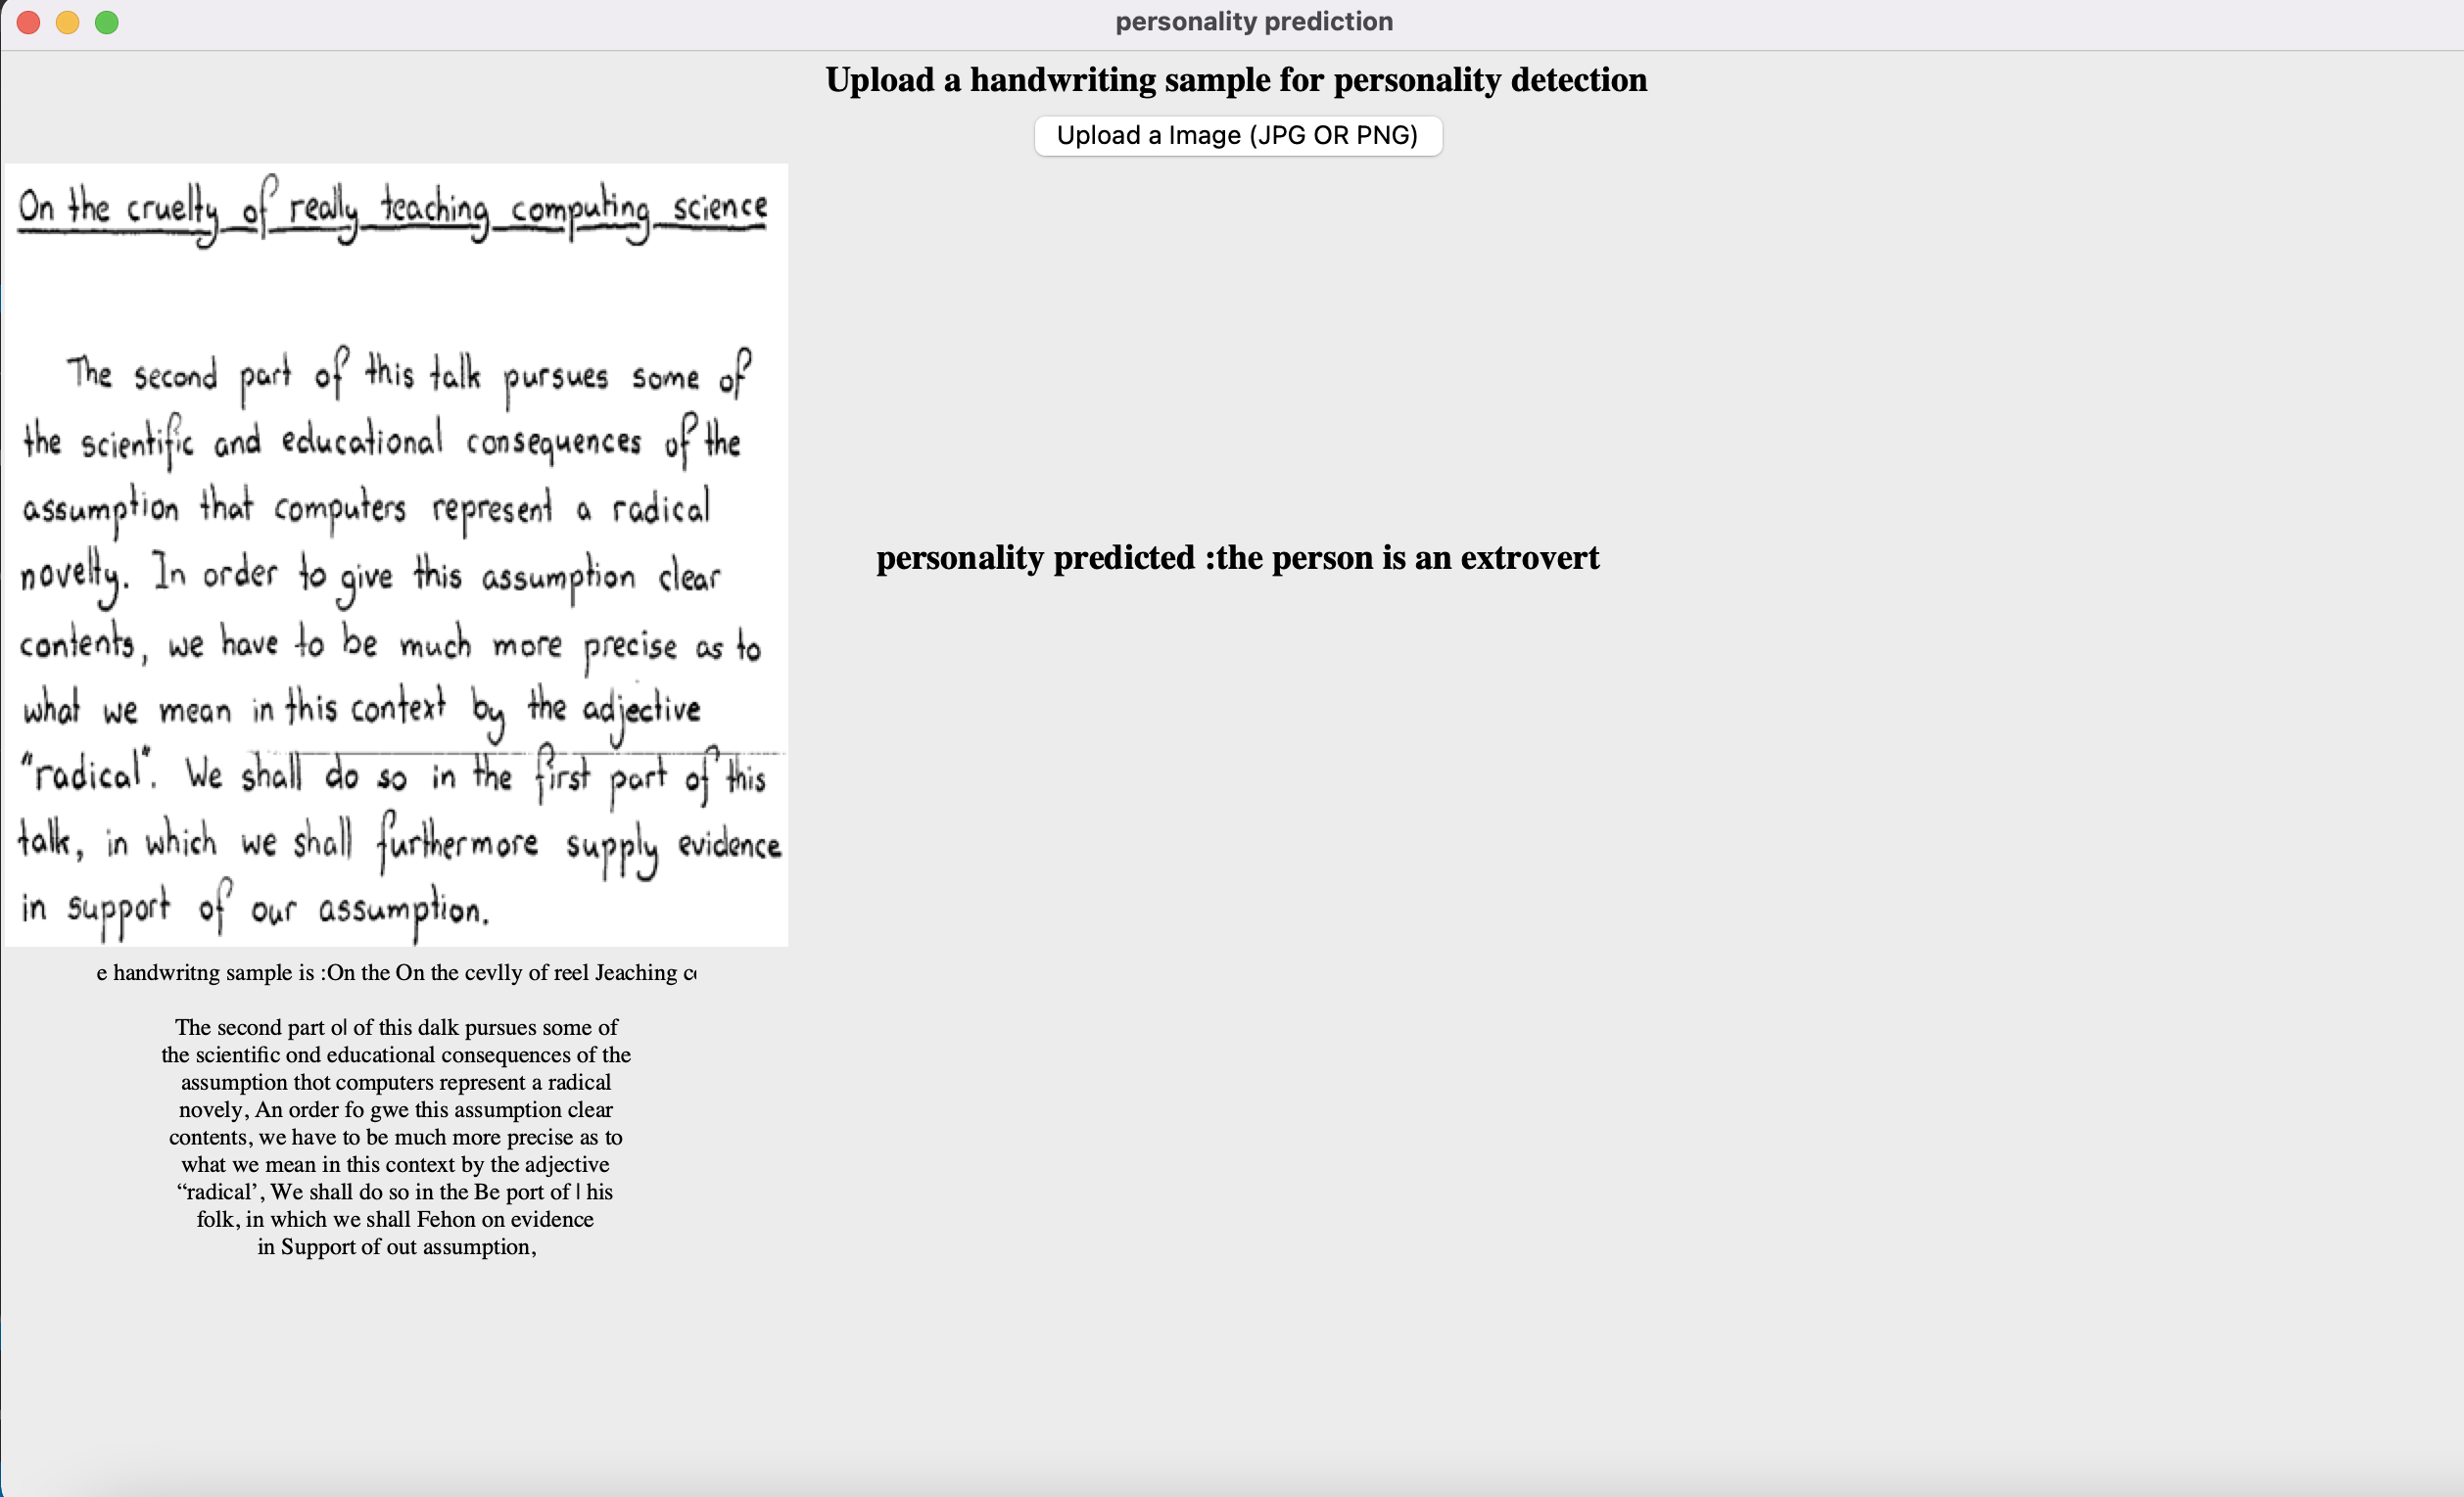 personality prediction
Upload a handwriting sample for personality detection
Upload a Image (JPG OR PNG)
On the cruelty of really teaching computing science
The second part of this talk pursues some of
the scientific and educational consequences of the
assumption that computers represent a radical
novelty. In order to give this assumption clear
contents, we have to be much more precise as to
what we mean in this context by the adjective
"radical". We shall do so in the first part of this
talk, in which we shall furthermore supply evidence
in support of our assumption.
personality predicted :the person is an extrovert
e handwritng sample is :On the On the cevlly of reel Jeaching c
The second part o| of this dalk pursues some of
the scientific ond educational consequences of the
assumption thot computers represent a radical
novely, An order fo gwe this assumption clear
contents, we have to be much more precise as to
what we mean in this context by the adjective
“radical’, We shall do so in the Be port of | his
folk, in which we shall Fehon on evidence
in Support of out assumption,